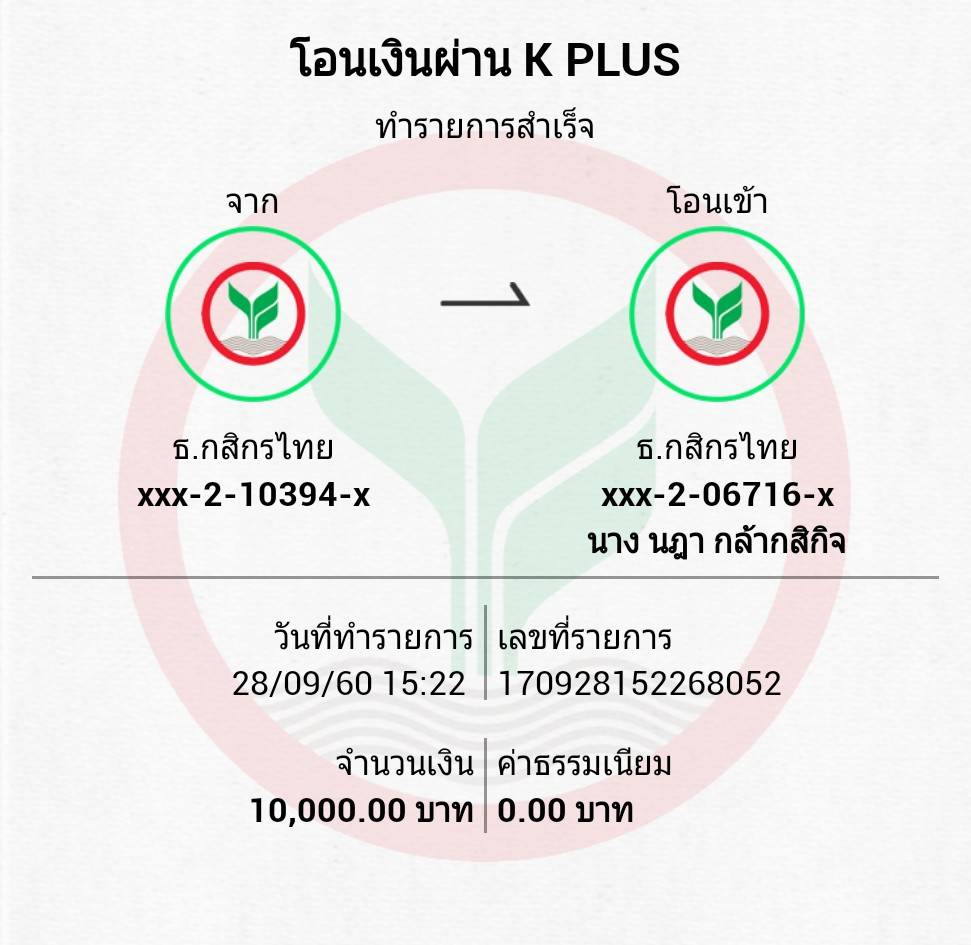 โอนเงินผ่าน K PLUS
ทำรายการสำเร็จ
จาก
โอนเข้า
ธ.กสิกรไทย
xxx-2-10394-x
ธ.กสิกรไทย
xxx-2-06716-x
นาง นฎา กล้ากสิกิจ
วันที่ทำรายการ
28/09/60 15:22
เลขที่รายการ
170928152268052
จำนวนเงิน
10,000.00 บาท
ค่าธรรมเนียม
0.00 บาท